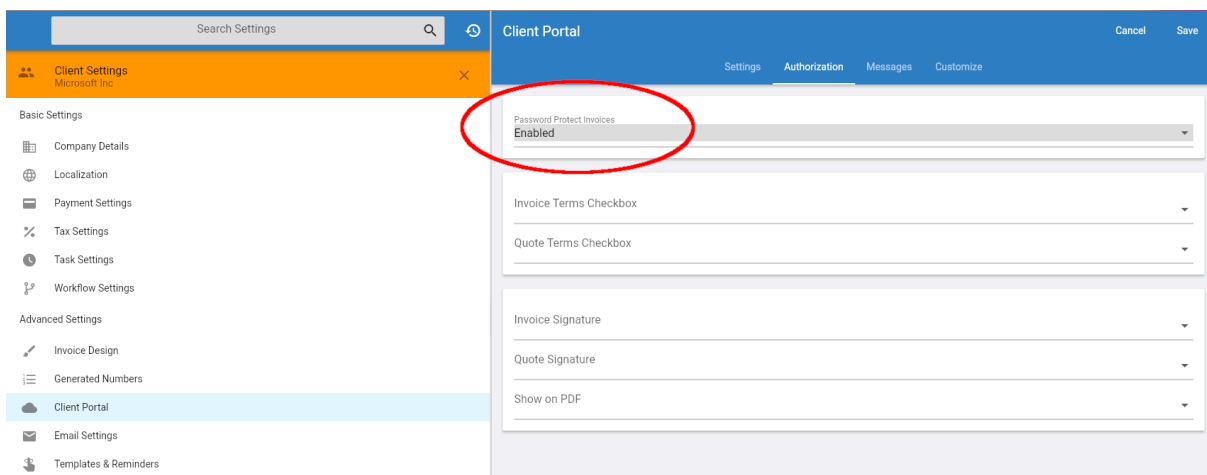 Search Settings
Client Portal
Cancel
Save
Client Settings
Microsoft Inc
Settings
Authorization
Messages
Customize
Basic Settings
Company Details
Localization
Payment Settings
Tax Settings
Task Settings
Workflow Settings
Advanced Settings
Invoice Design
Generated Numbers
Client Portal
Email Settings
Templates & Reminders
Password Protect Invoices
Enabled
Invoice Terms Checkbox
Quote Terms Checkbox
Invoice Signature
Quote Signature
Show on PDF